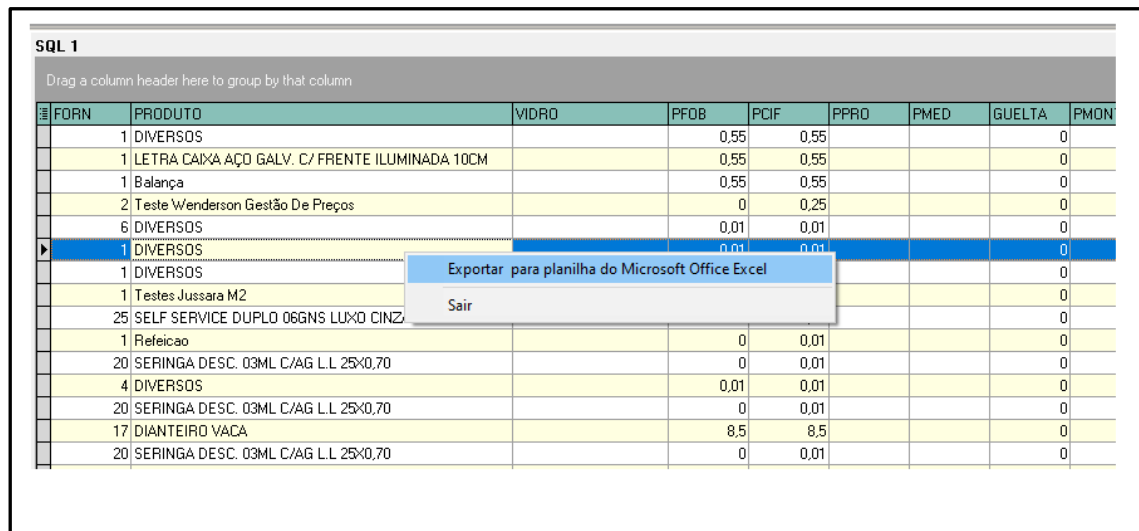 SQL 1
Drag a column header here to group by that column
FORN PRODUTO VIDRO PFOB PCIF PPRO PMED GUELTA PMON
1 DIVERSOS 0,55 0,55 0
1 LETRA CAIXA AÇO GALV. C/ FRENTE ILUMINADA 10CM 0,55 0,55 0
1 Balança 0,55 0,55 0
2 Teste Wenderson Gestão De Preços 0 0,25 0
6 DIVERSOS 0,01 0,01 0
1 DIVERSOS 0,01 0,01 0
Exportar para planilha do Microsoft Office Excel
Sair
1 DIVERSOS 0
1 Testes Jussara M2 0
25 SELF SERVICE DUPLO 06GNS LUXO CINZA 0
1 Refeicao 0 0,01 0
20 SERINGA DESC. 03ML C/AG L.L 25X0,70 0 0,01 0
4 DIVERSOS 0,01 0,01 0
20 SERINGA DESC. 03ML C/AG L.L 25X0,70 0 0,01 0
17 DIANTEIRO VACA 8,5 8,5 0
20 SERINGA DESC. 03ML C/AG L.L 25X0,70 0 0,01 0